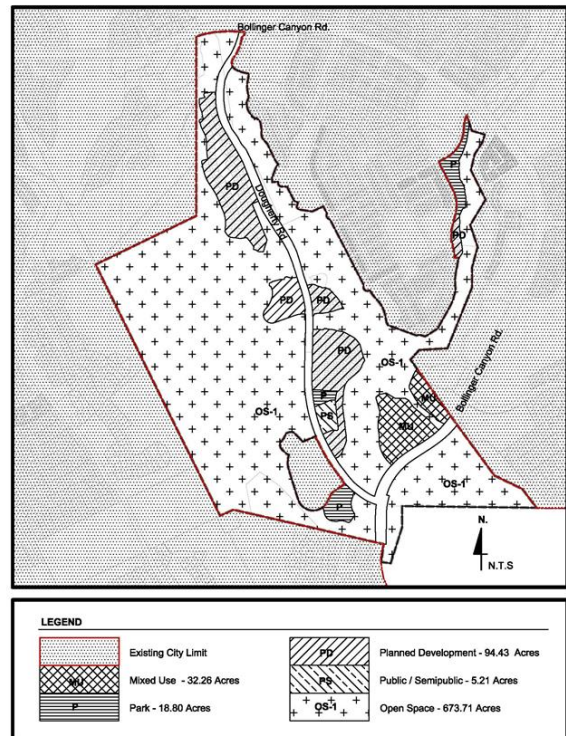 Bollinger Canyon Rd.
P
PD
Dougherty Rd.
PD
PD
PD
PD
OS-1
MU
Bollinger Canyon Rd.
P
OS-1
PS
MU
OS-1
P
N.
N.T.S
LEGEND
Existing City Limit
PD Planned Development - 94.43 Acres
MU Mixed Use - 32.26 Acres
PS Public / Semipublic - 5.21 Acres
P Park - 18.80 Acres
OS-1 Open Space - 673.71 Acres